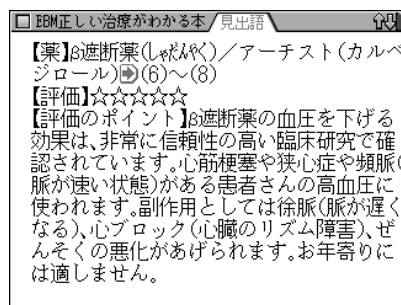 EBM正しい治療がわかる本 見出語
【薬】β遮断薬(しゃだんやく)／アーチスト(カルベ
ジロール)(6)～(8)
【評価】☆☆☆☆☆
【評価のポイント】β遮断薬の血圧を下げる
効果は、非常に信頼性の高い臨床研究で確
認されています。心筋梗塞や狭心症や頻脈(
脈が速い状態)がある患者さんの高血圧に
使われます。副作用としては徐脈(脈が遅く
なる)、心ブロック(心臓のリズム障害)、ぜ
んそくの悪化があげられます。お年寄りに
は適しません。